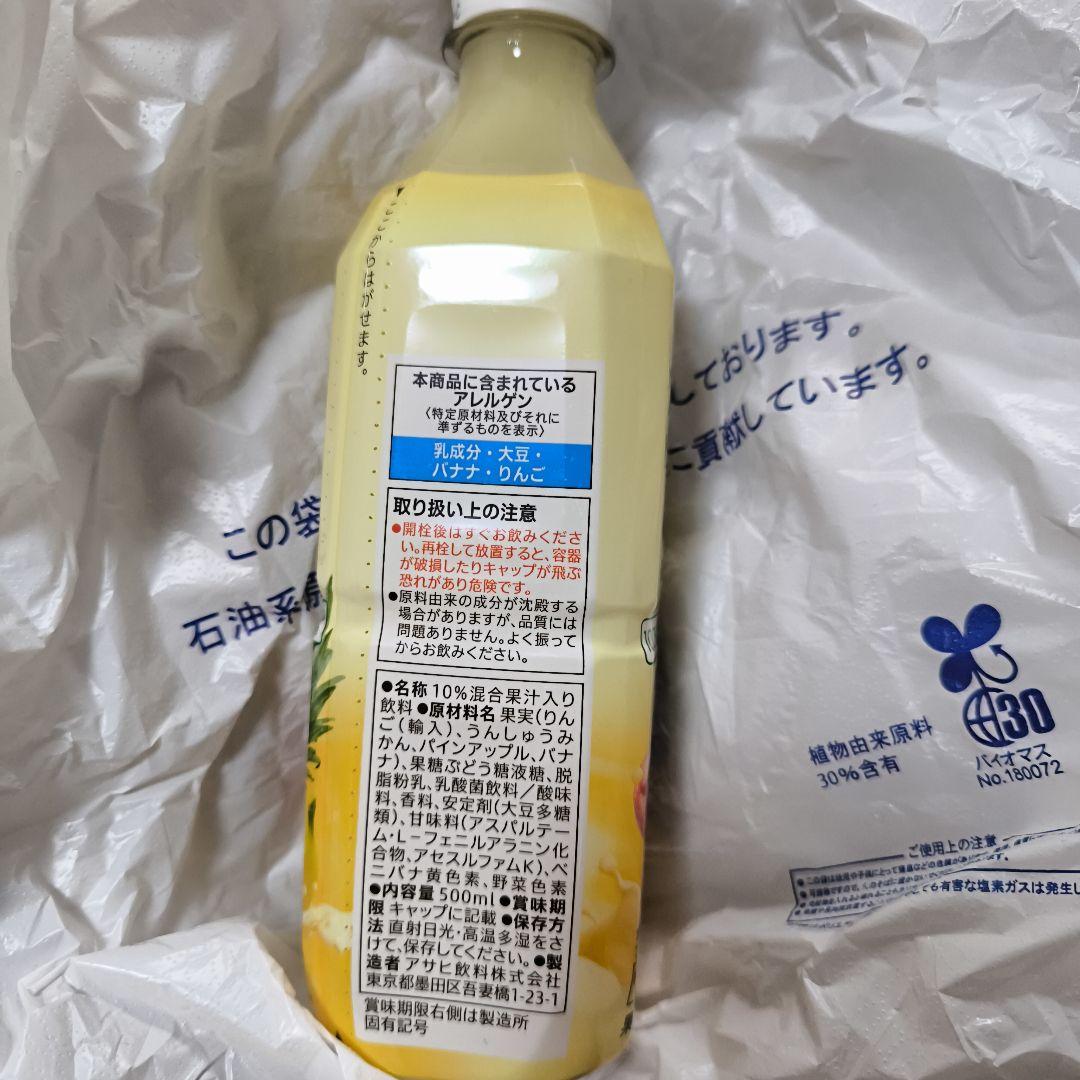 ここからはがせます。
本商品に含まれている
アレルゲン
〈特定原材料及びそれに
準ずるものを表示〉
乳成分・大豆・
バナナ・りんご
取り扱い上の注意
●開栓後はすぐお飲みくださ
い。再栓して放置すると、容器
が破損したりキャップが飛ぶ
恐れがあり危険です。
●原料由来の成分が沈殿する
場合がありますが、品質には
問題ありません。よく振って
からお飲みください。
●名称 10%混合果汁入り
飲料 ●原材料名 果実(りん
ご(輸入)、うんしゅうみ
かん、パインアップル、バナ
ナ)、果糖ぶどう糖液糖、脱
脂粉乳、乳酸菌飲料／酸味
料、香料、安定剤(大豆多糖
類)、甘味料(アスパルテー
ム・L-フェニルアラニン化
合物、アセスルファムK)、ベ
ニバナ黄色素、野菜色素
●内容量 500ml ●賞味期
限 キャップに記載 ●保存方
法 直射日光・高温多湿をさ
けて、保存してください。●製
造者 アサヒ飲料株式会社
東京都墨田区吾妻橋1-23-1
賞味期限右側は製造所
固有記号
この袋
しております。
石油系
に貢献しています。
30
植物由来原料
30%含有
バイオマス
No.180072
ご使用上の注意
ても有害な塩素ガスは発生し